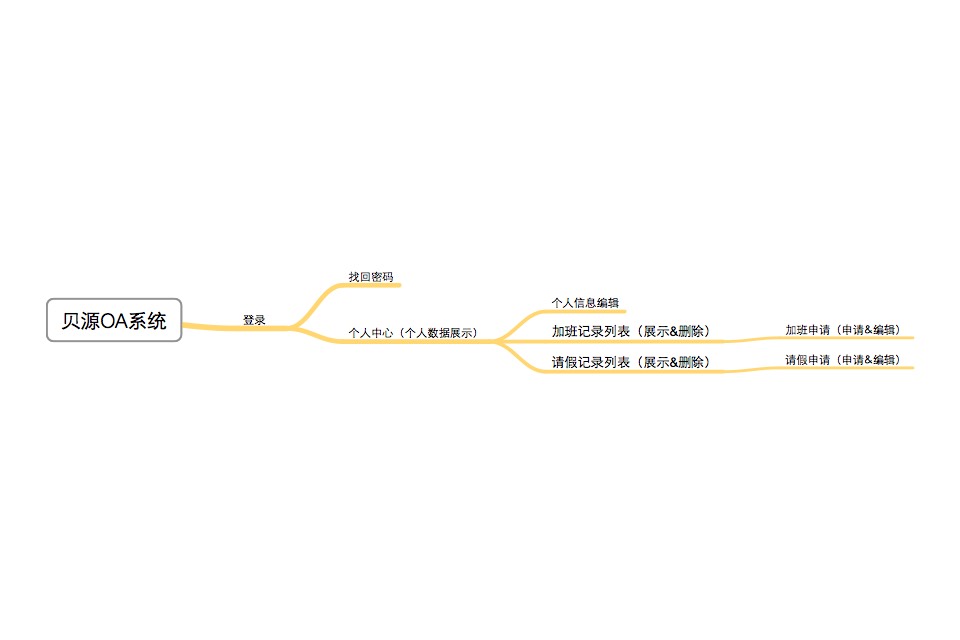 贝源OA系统
登录
找回密码
个人中心（个人数据展示）
个人信息编辑
加班记录列表（展示&删除）
加班申请（申请&编辑）
请假记录列表（展示&删除）
请假申请（申请&编辑）